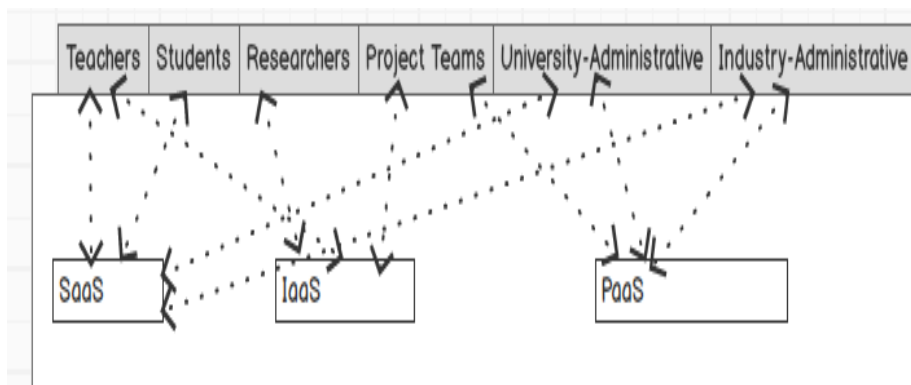 Teachers Students Researchers Project Teams University-Administrative Industry-Administrative
SaaS IaaS PaaS